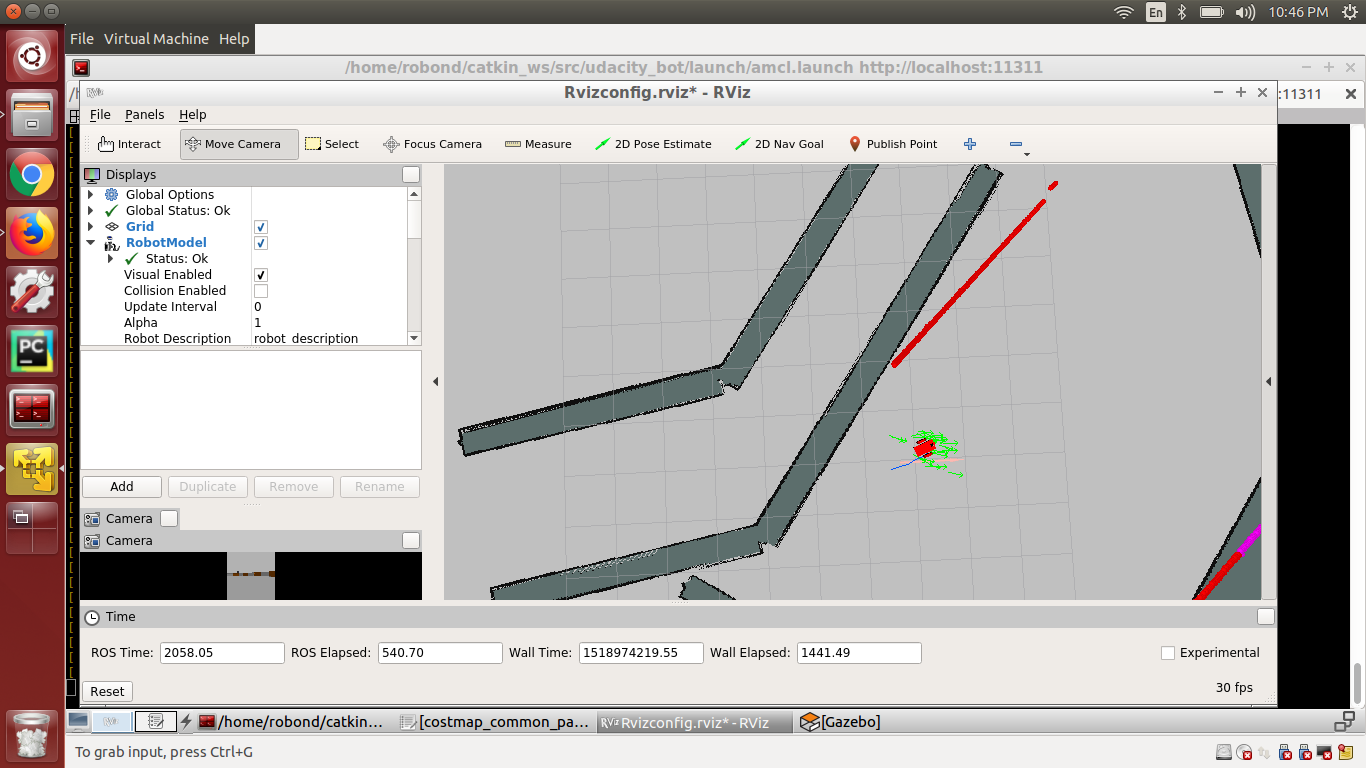 En
10:46 PM
File Virtual Machine Help
/home/robond/catkin_ws/src/udacity_bot/launch/amcl.launch http://localhost:11311
:11311
Rvizconfig.rviz* - RViz
File Panels Help
Interact Move Camera Select Focus Camera Measure 2D Pose Estimate 2D Nav Goal Publish Point
Displays
Global Options
Global Status: Ok
Grid
RobotModel
Status: Ok
Visual Enabled
Collision Enabled
Update Interval 0
Alpha 1
Robot Description robot_description
Add Duplicate Remove Rename
Camera
Camera
Time
ROS Time: 2058.05 ROS Elapsed: 540.70 Wall Time: 1518974219.55 Wall Elapsed: 1441.49 Experimental
Reset 30 fps
/home/robond/catkin... [costmap_common_pa... Rvizconfig.rviz* - RViz [Gazebo]
To grab input, press Ctrl+G